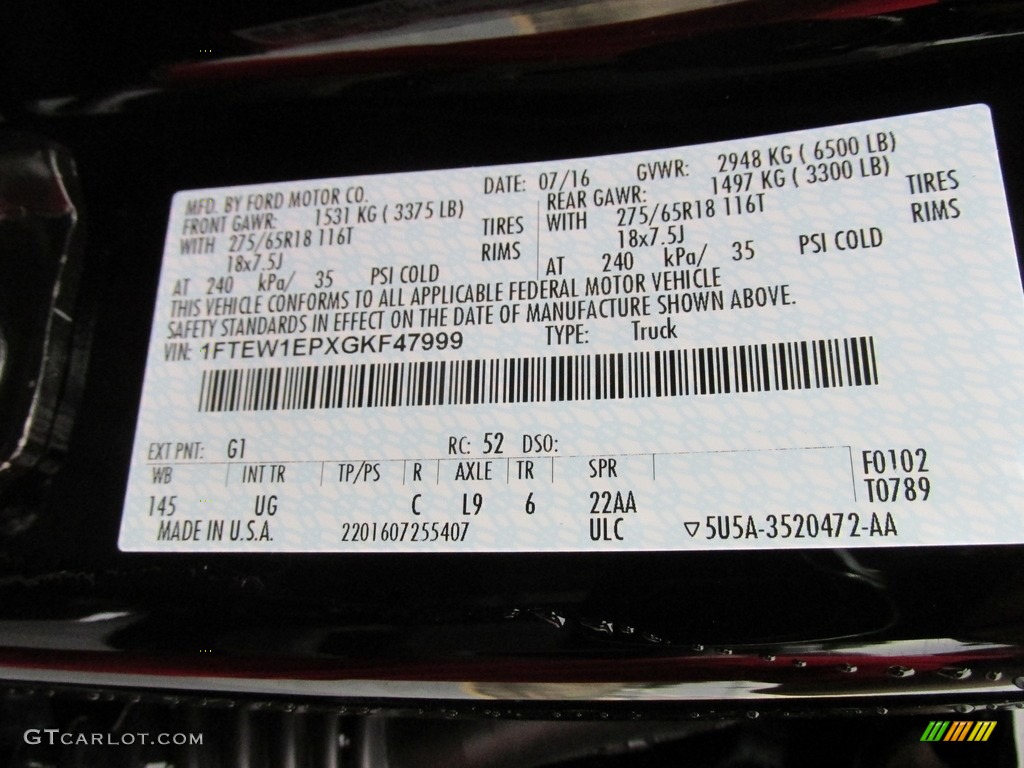 MFD. BY FORD MOTOR CO. DATE: 07/16 GVWR: 2948 KG ( 6500 LB)
FRONT GAWR: 1531 KG ( 3375 LB) REAR GAWR: 1497 KG ( 3300 LB)
WITH 275/65R18 116T TIRES WITH 275/65R18 116T TIRES
18x7.5J RIMS 18x7.5J RIMS
AT 240 kPa/ 35 PSI COLD AT 240 kPa/ 35 PSI COLD
THIS VEHICLE CONFORMS TO ALL APPLICABLE FEDERAL MOTOR VEHICLE
SAFETY STANDARDS IN EFFECT ON THE DATE OF MANUFACTURE SHOWN ABOVE.
VIN: 1FTEW1EPXGKF47999 TYPE: Truck
EXT PNT: G1 RC: 52 DSO:
WB INT TR TP/PS R AXLE TR SPR F0102
145 UG C L9 6 22AA T0789
MADE IN U.S.A. 2201607255407 ULC ▽5U5A-3520472-AA
GTCARLOT.COM